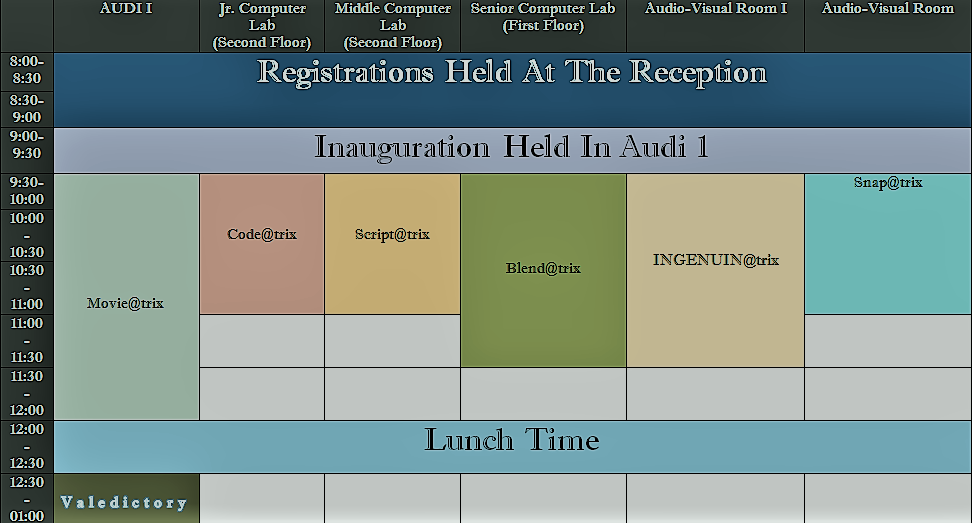 AUDI I
Jr. Computer
Lab
(Second Floor)
Middle Computer
Lab
(Second Floor)
Senior Computer Lab
(First Floor)
Audio-Visual Room I
Audio-Visual Room
8:00-
8:30
Registrations Held At The Reception
8:30-
9:00
9:00-
9:30
Inauguration Held In Audi 1
9:30-
10:00
Snap@trix
10:00
-
10:30
Code@trix
Script@trix
Blend@trix
INGENUIN@trix
10:30
-
11:00
Movie@trix
11:00
-
11:30
11:30
-
12:00
12:00
-
12:30
Lunch Time
12:30
-
01:00
Valedictory